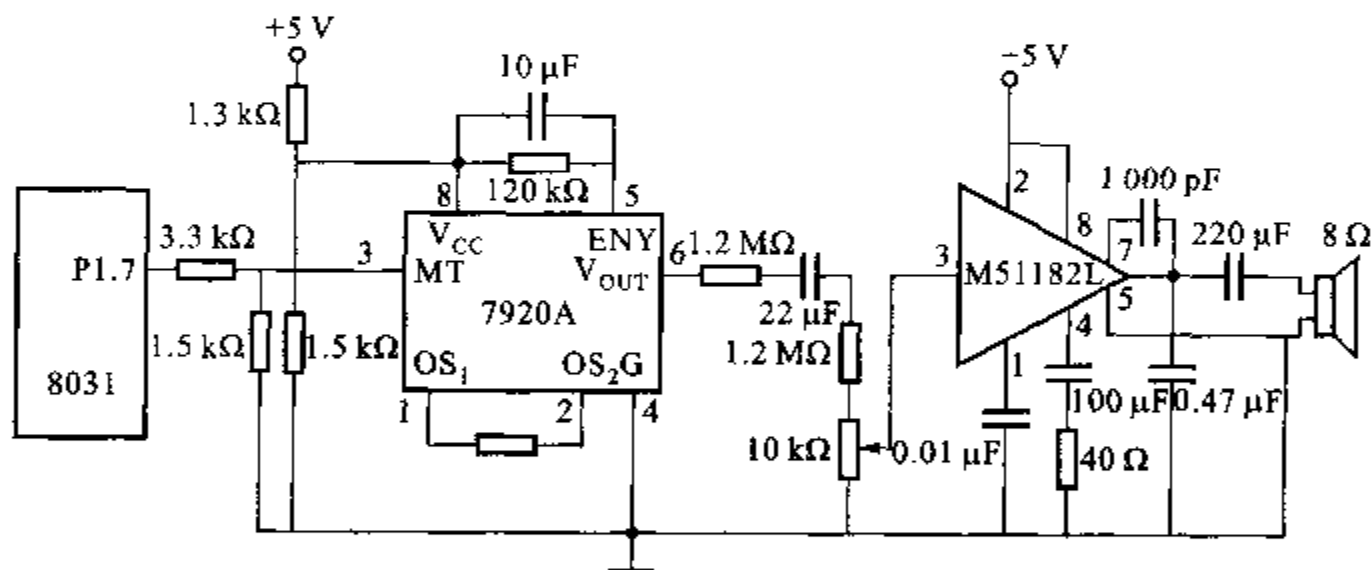 +5 V
10 μF
1.3 kΩ
120 kΩ
8
5
3.3 kΩ
P1.7
3
V_CC
ENY
MT
V_OUT
6
1.2 MΩ
7920A
22 μF
1.5 kΩ
1.5 kΩ
OS_1
OS_2 G
8031
1
2
4
1.2 MΩ
10 kΩ
−5 V
2
8
1 000 pF
7
220 μF
8 Ω
3
M51182L
5
4
1
0.01 μF
100 μF
0.47 μF
40 Ω